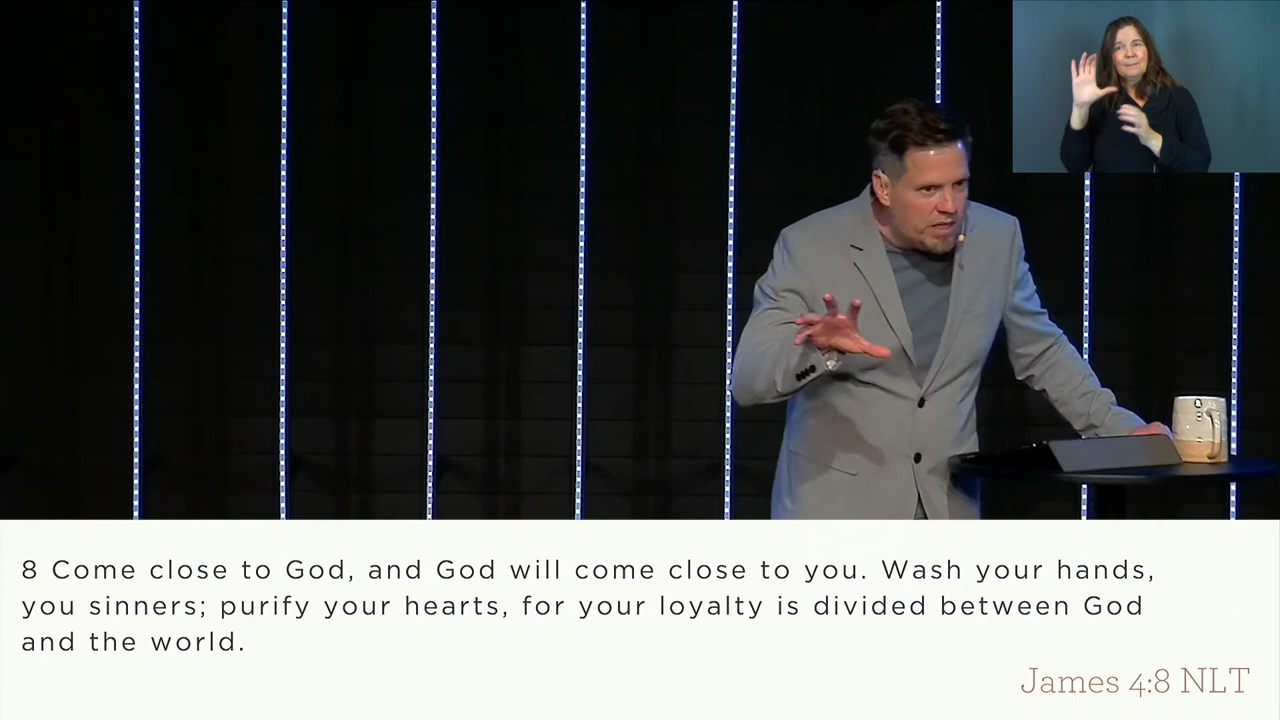 8 Come close to God, and God will come close to you. Wash your hands,
you sinners; purify your hearts, for your loyalty is divided between God
and the world.
James 4:8 NLT